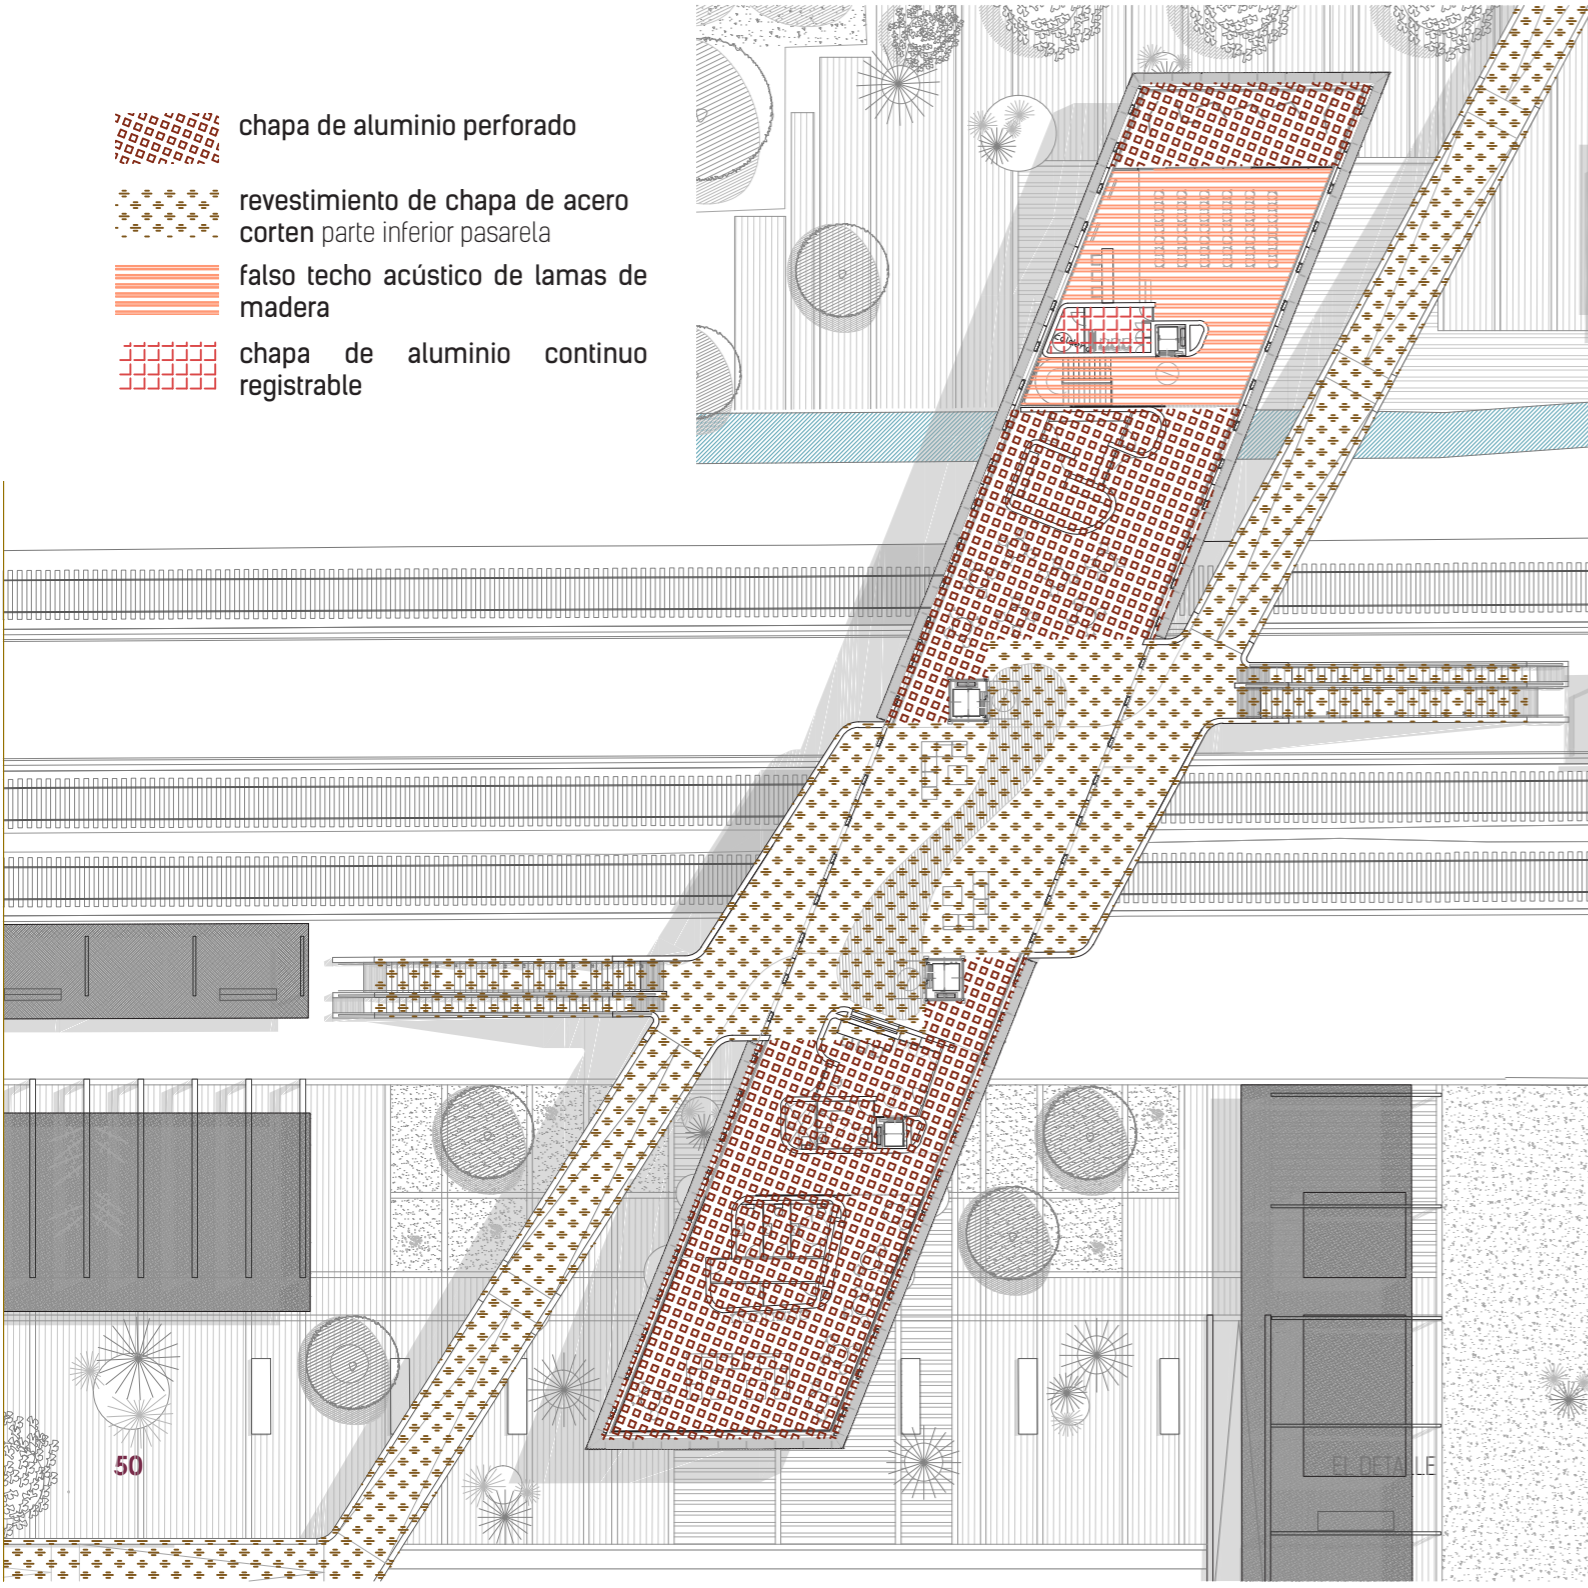 chapa de aluminio perforado
revestimiento de chapa de acero
corten parte inferior pasarela
falso techo acústico de lamas de
madera
chapa de aluminio continuo
registrable
50
EL DETALLE